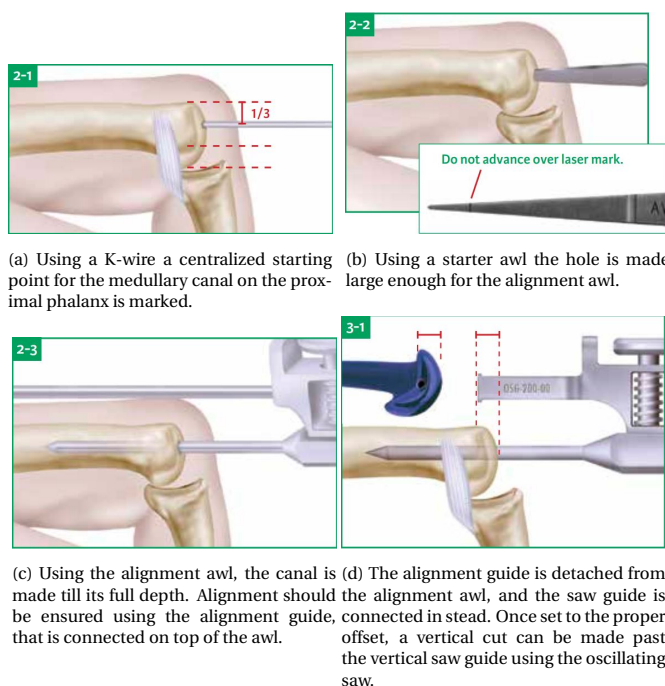 2-1
1/3
2-2
Do not advance over laser mark.
(a) Using a K-wire a centralized starting
point for the medullary canal on the prox-
imal phalanx is marked.
(b) Using a starter awl the hole is made
large enough for the alignment awl.
2-3
3-1
056-200-00
(c) Using the alignment awl, the canal is
made till its full depth. Alignment should
be ensured using the alignment guide,
that is connected on top of the awl.
(d) The alignment guide is detached from
the alignment awl, and the saw guide is
connected in stead. Once set to the proper
offset, a vertical cut can be made past
the vertical saw guide using the oscillating
saw.